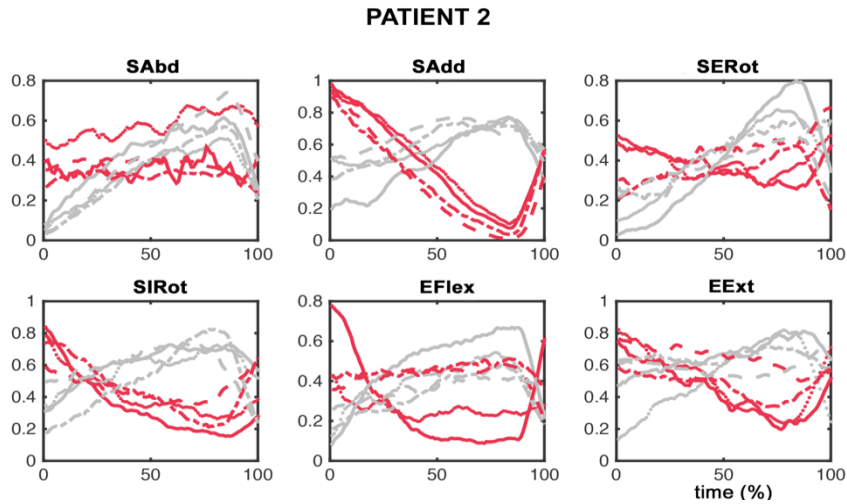 PATIENT 2
SAbd SAdd SERot
0.8 1 0.8
0.6 0.8 0.6
0.4 0.6 0.4
0.2 0.4 0.2
0 0.2 0
0
0 50 100 0 50 100 0 50 100
SIRot EFlex EExt
1 0.8 1
0.8 0.6 0.8
0.6 0.4 0.6
0.4 0.2 0.4
0.2 0 0.2
0 0
0 50 100 0 50 100 0 50 100
time (%)